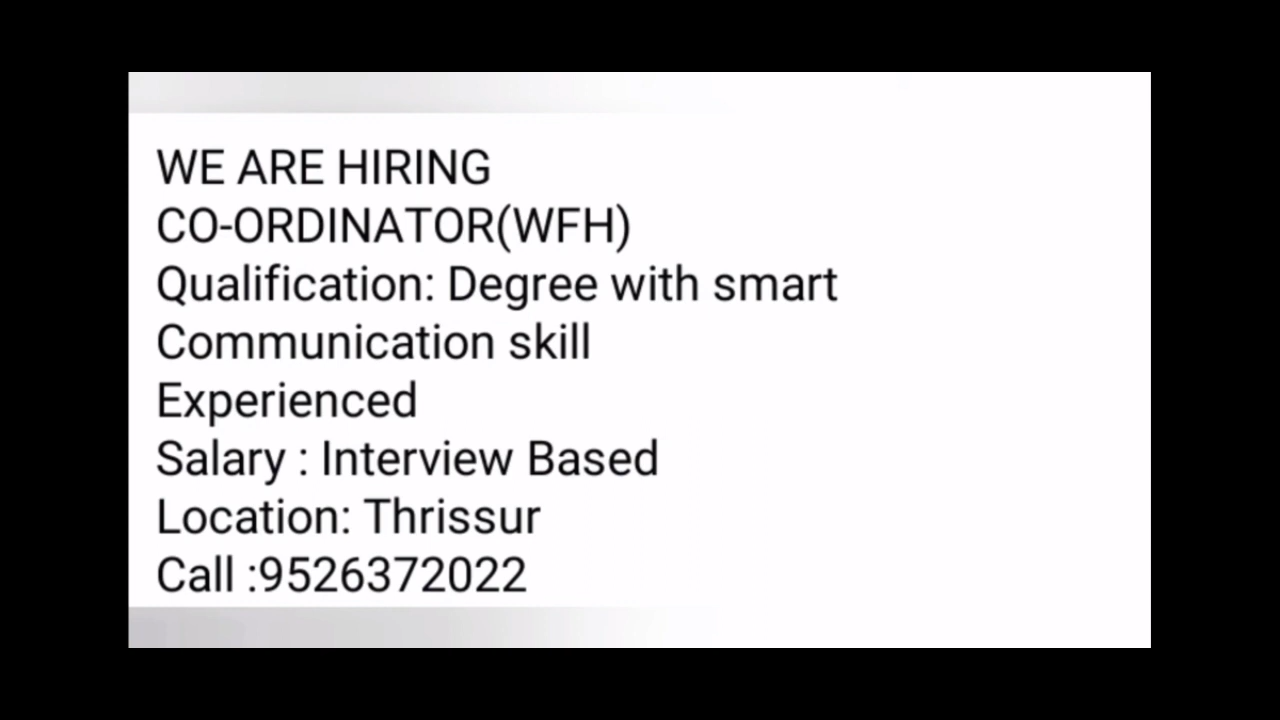 WE ARE HIRING
CO-ORDINATOR(WFH)
Qualification: Degree with smart
Communication skill
Experienced
Salary : Interview Based
Location: Thrissur
Call :9526372022